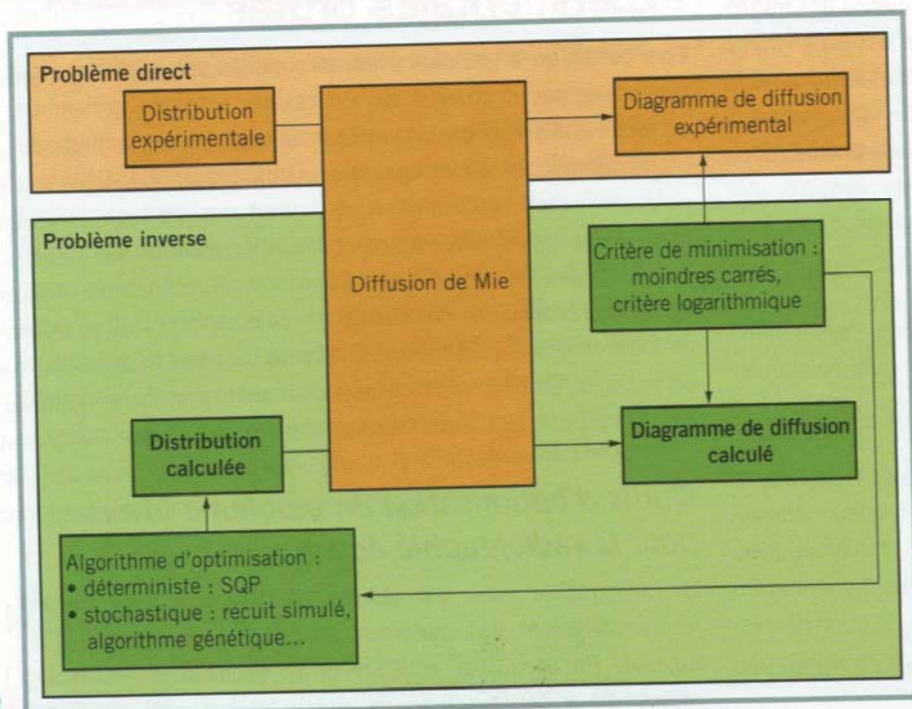 Problème direct
Distribution
expérimentale
Diagramme de diffusion
expérimental
Problème inverse
Diffusion de Mie
Critère de minimisation :
moindres carrés,
critère logarithmique
Distribution
calculée
Diagramme de diffusion
calculé
Algorithme d'optimisation :
• déterministe : SQP
• stochastique : recuit simulé,
algorithme génétique...